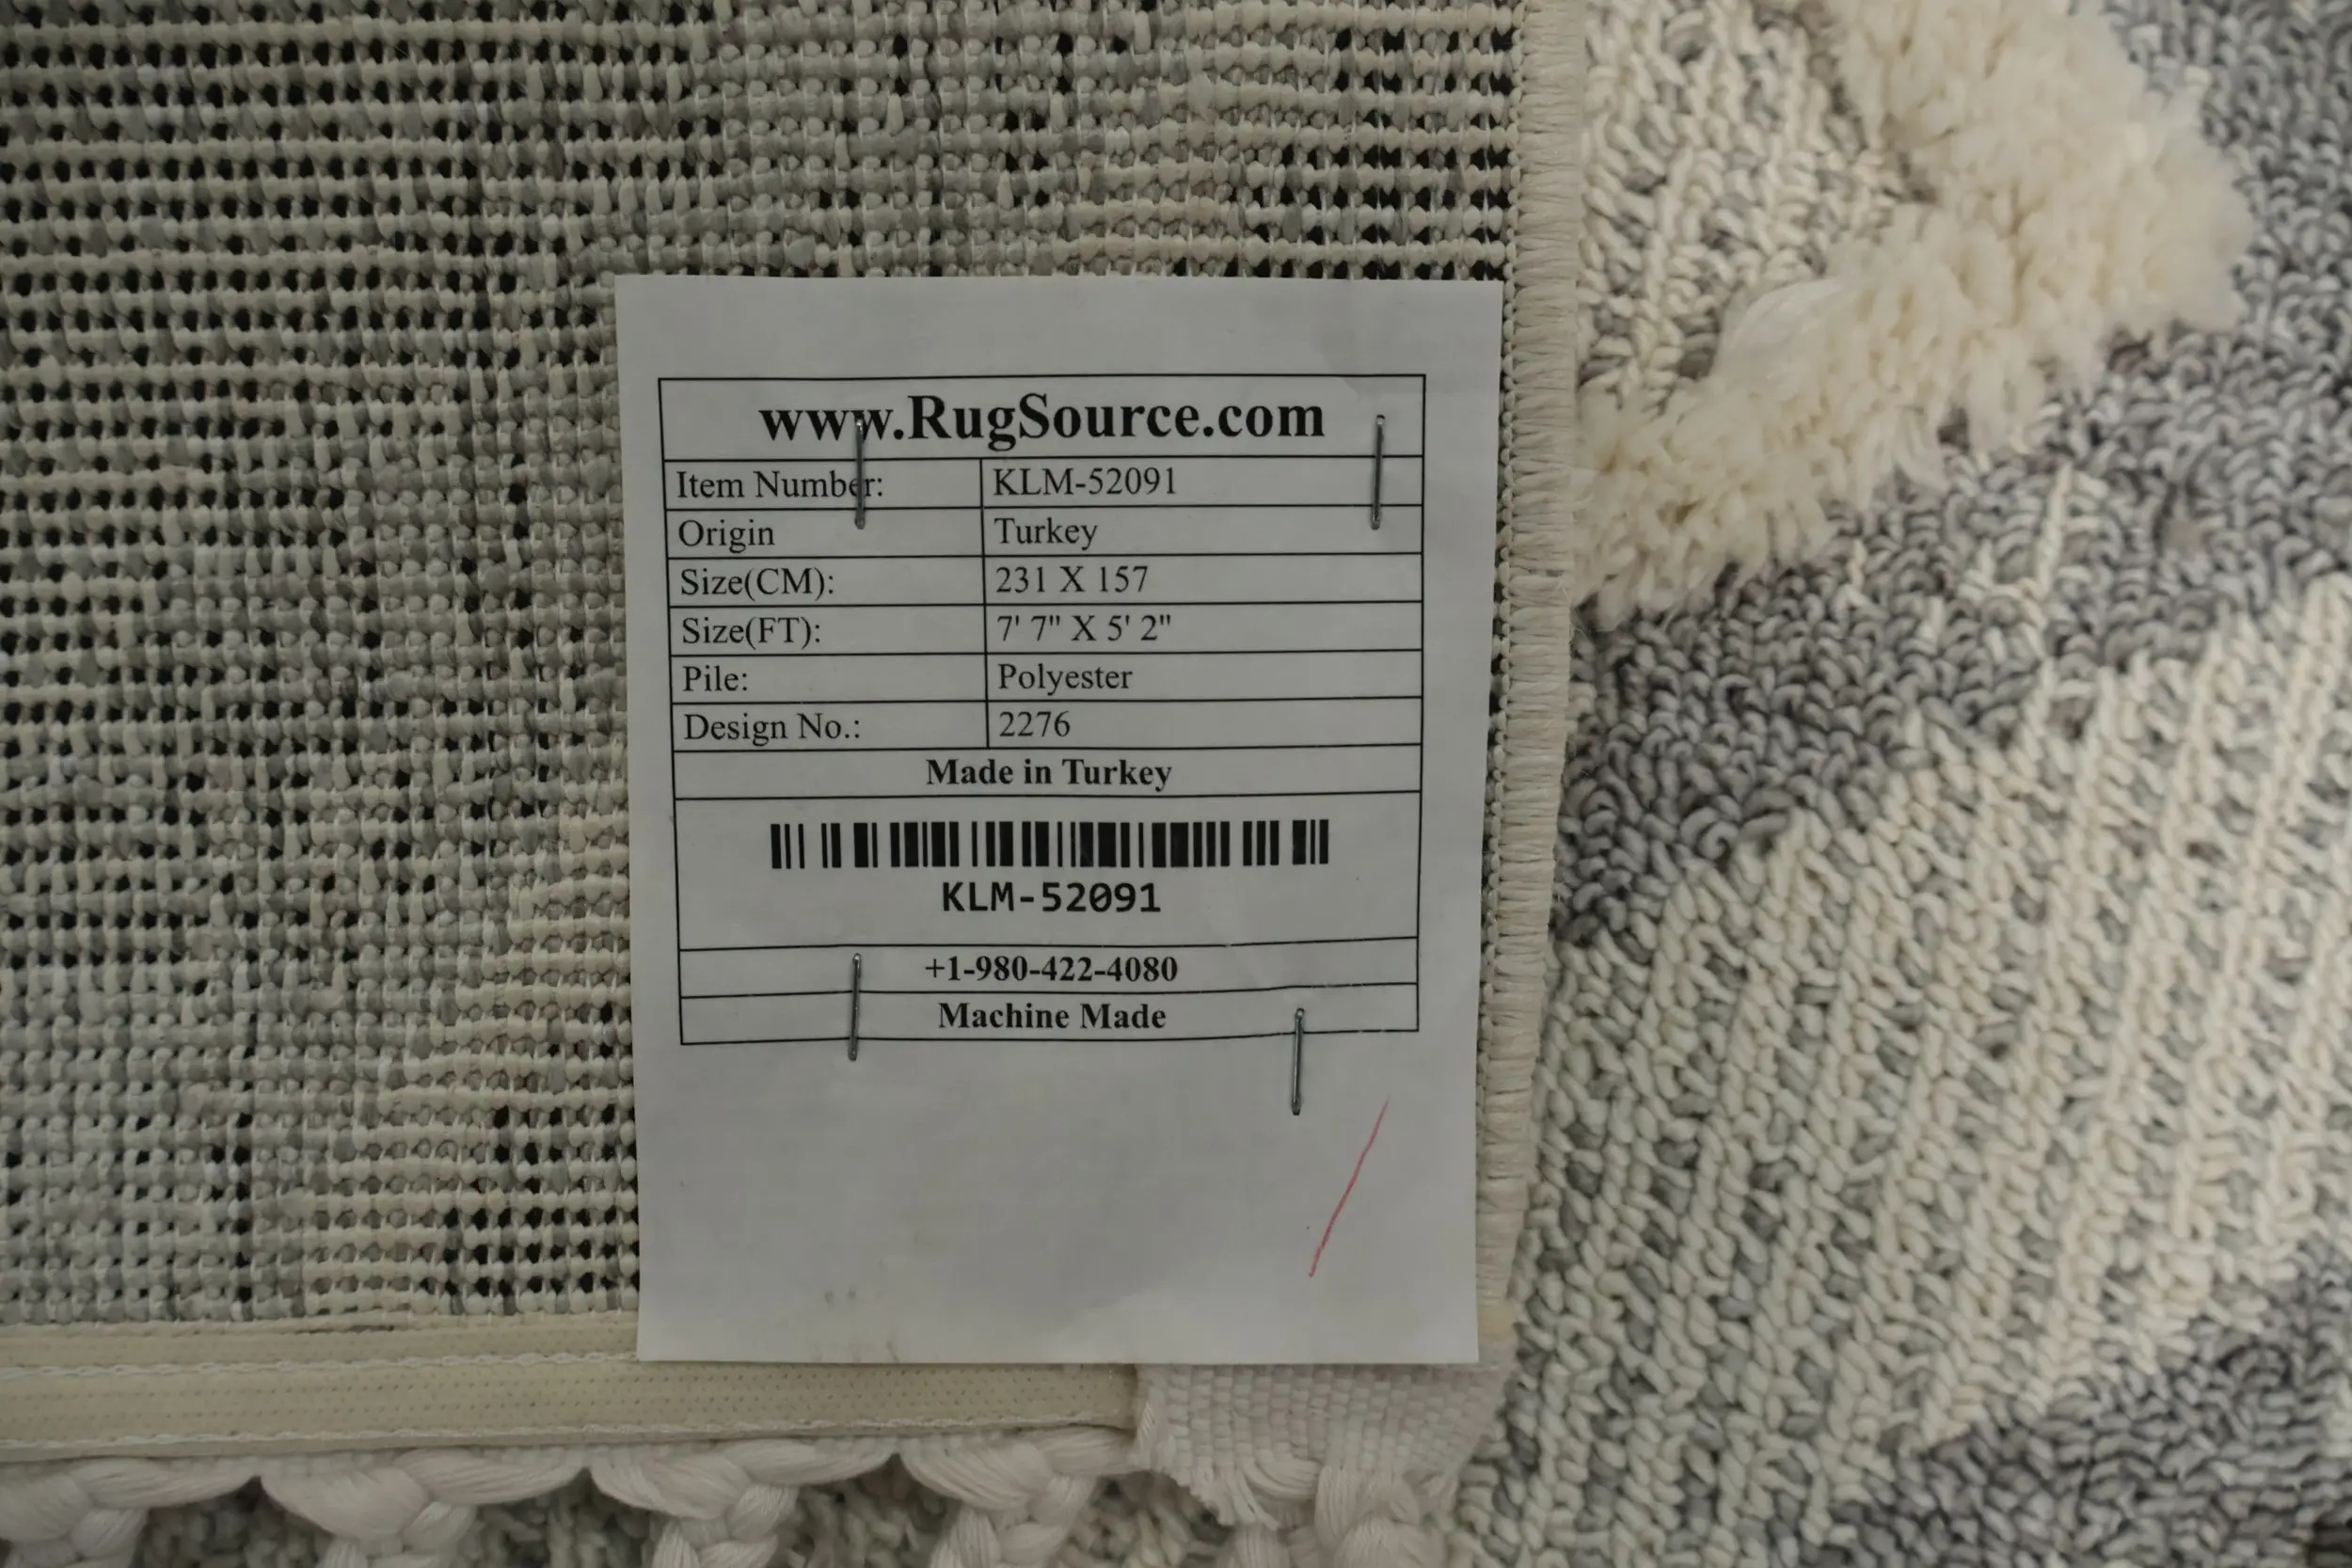 www.RugSource.com
Item Number: KLM-52091
Origin Turkey
Size(CM): 231 X 157
Size(FT): 7' 7" X 5' 2"
Pile: Polyester
Design No.: 2276
Made in Turkey
KLM-52091
+1-980-422-4080
Machine Made